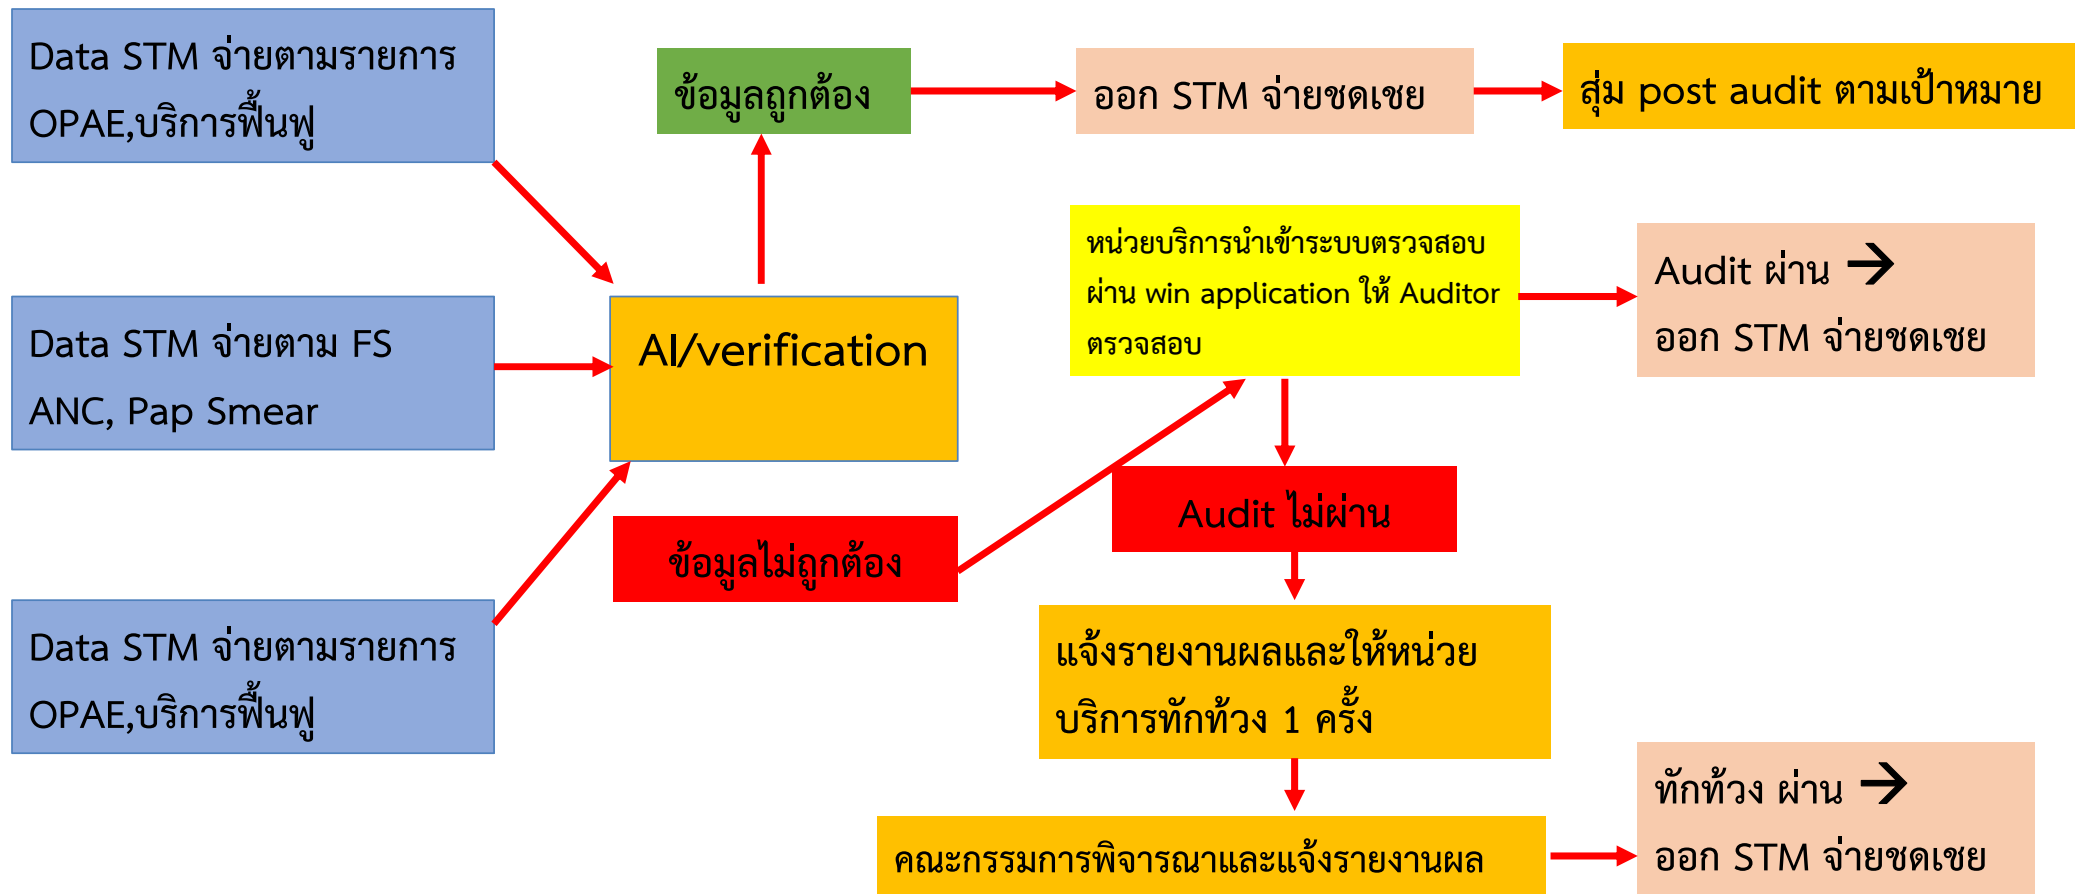 Data STM จ่ายตามรายการ
OPAE,บริการฟื้นฟู
ข้อมูลถูกต้อง
ออก STM จ่ายชดเชย
สุ่ม post audit ตามเป้าหมาย
Data STM จ่ายตาม FS
ANC, Pap Smear
AI/verification
หน่วยบริการนำเข้าระบบตรวจสอบ
ผ่าน win application ให้ Auditor
ตรวจสอบ
Audit ผ่าน →
ออก STM จ่ายชดเชย
Data STM จ่ายตามรายการ
OPAE,บริการฟื้นฟู
ข้อมูลไม่ถูกต้อง
Audit ไม่ผ่าน
แจ้งรายงานผลและให้หน่วย
บริการทักท้วง 1 ครั้ง
คณะกรรมการพิจารณาและแจ้งรายงานผล
ทักท้วง ผ่าน →
ออก STM จ่ายชดเชย